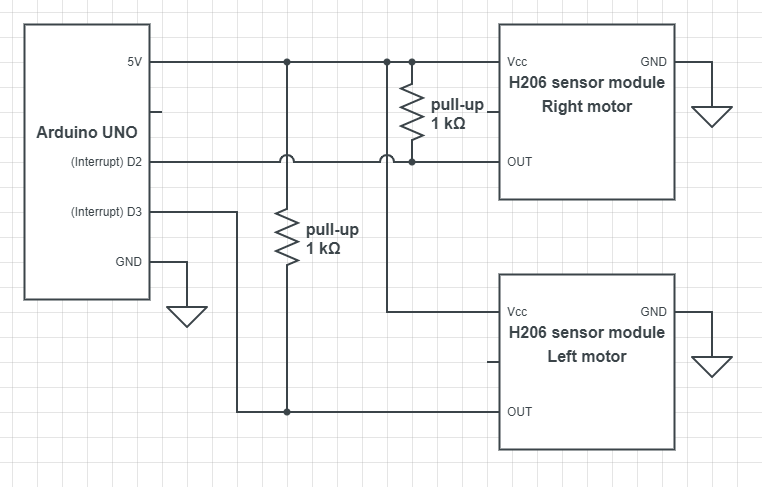 5V
Arduino UNO
(Interrupt) D2
(Interrupt) D3
GND
pull-up
1 kΩ
pull-up
1 kΩ
Vcc
GND
H206 sensor module
Right motor
OUT
Vcc
GND
H206 sensor module
Left motor
OUT